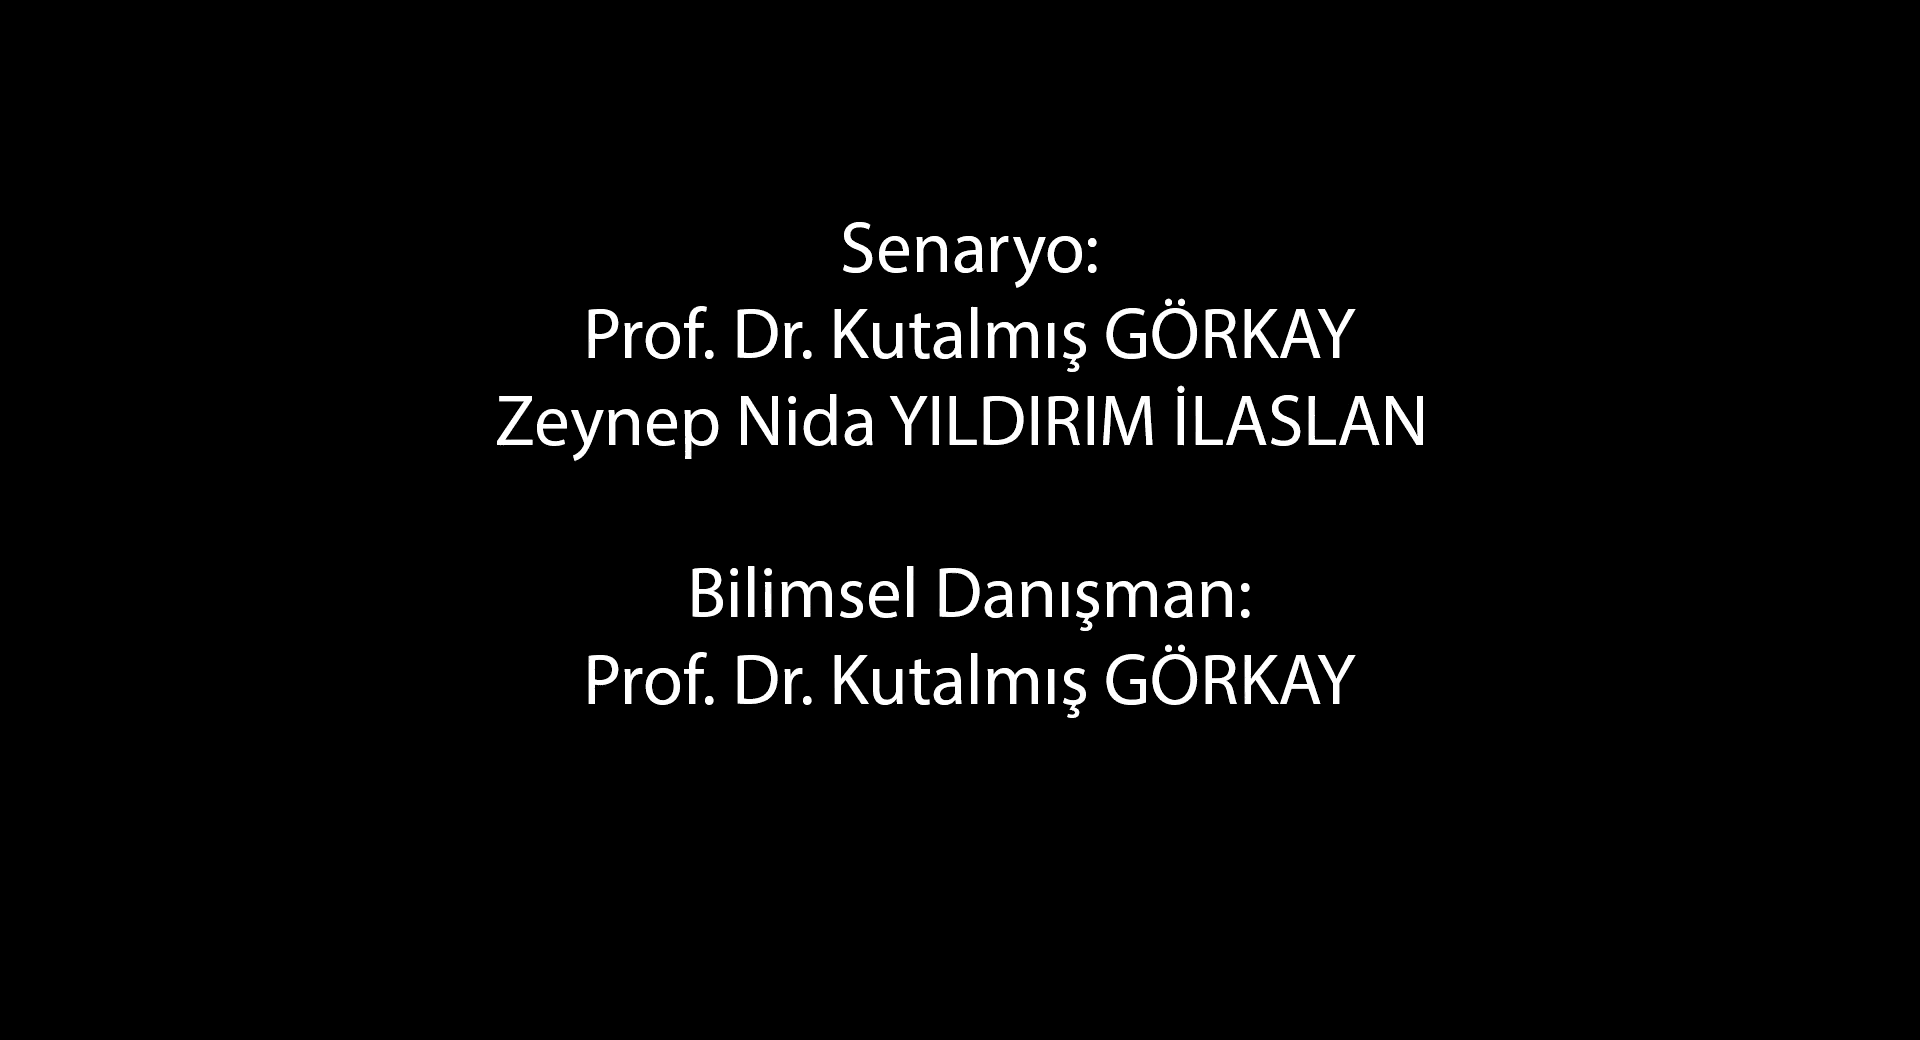 Senaryo:
Prof. Dr. Kutalmış GÖRKAY
Zeynep Nida YILDIRIM İLASLAN
Bilimsel Danışman:
Prof. Dr. Kutalmış GÖRKAY